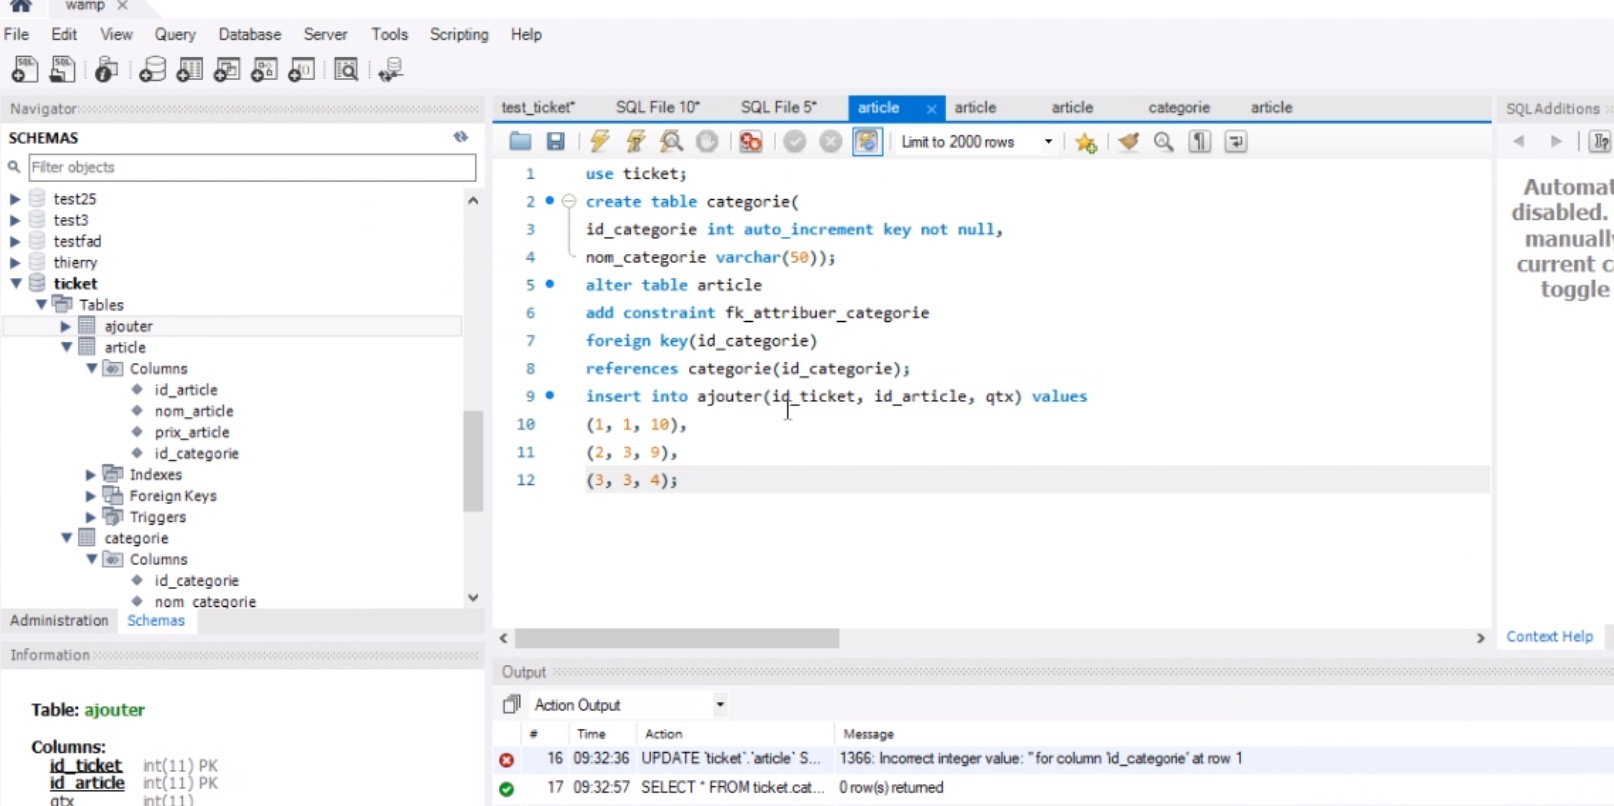 wamp
File Edit View Query Database Server Tools Scripting Help
Navigator
SCHEMAS
Filter objects
test25
test3
testfad
thierry
ticket
Tables
ajouter
article
Columns
id_article
nom_article
prix_article
id_categorie
Indexes
Foreign Keys
Triggers
categorie
Columns
id_categorie
nom_categorie
Administration Schemas
Information
Table: ajouter
Columns:
id_ticket int(11) PK
id_article int(11) PK
qtx int(11)
test_ticket* SQL File 10* SQL File 5* article article article categorie article
Limit to 2000 rows
1 use ticket;
2 create table categorie(
3 id_categorie int auto_increment key not null,
4 nom_categorie varchar(50));
5 alter table article
6 add constraint fk_attribuer_categorie
7 foreign key(id_categorie)
8 references categorie(id_categorie);
9 insert into ajouter(id_ticket, id_article, qtx) values
10 (1, 1, 10),
11 (2, 3, 9),
12 (3, 3, 4);
SQLAdditions
Automat
disabled.
manually
current c
toggle
Context Help
Output
Action Output
# Time Action Message
16 09:32:36 UPDATE `ticket`.`article` S... 1366: Incorrect integer value: '' for column 'id_categorie' at row 1
17 09:32:57 SELECT * FROM ticket.cat... 0 row(s) returned